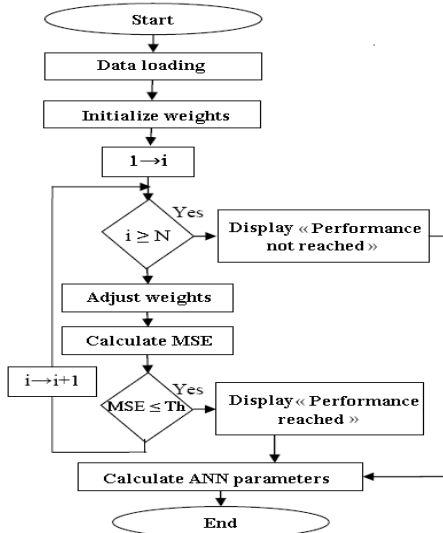 Start
Data loading
Initialize weights
1→i
Yes
i ≥ N
Display « Performance
not reached »
Adjust weights
Calculate MSE
i→i+1
Yes
MSE ≤ Th
Display « Performance
reached »
Calculate ANN parameters
End